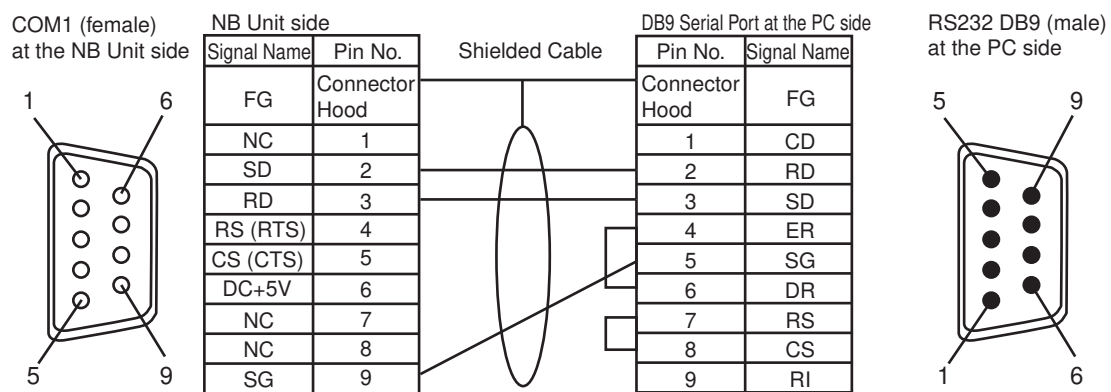 COM1 (female)
at the NB Unit side
NB Unit side
Signal Name Pin No.
FG Connector Hood
NC 1
SD 2
RD 3
RS (RTS) 4
CS (CTS) 5
DC+5V 6
NC 7
NC 8
SG 9
Shielded Cable
DB9 Serial Port at the PC side
Pin No. Signal Name
Connector Hood FG
1 CD
2 RD
3 SD
4 ER
5 SG
6 DR
7 RS
8 CS
9 RI
RS232 DB9 (male)
at the PC side
1 6
5 9
5 9
1 6